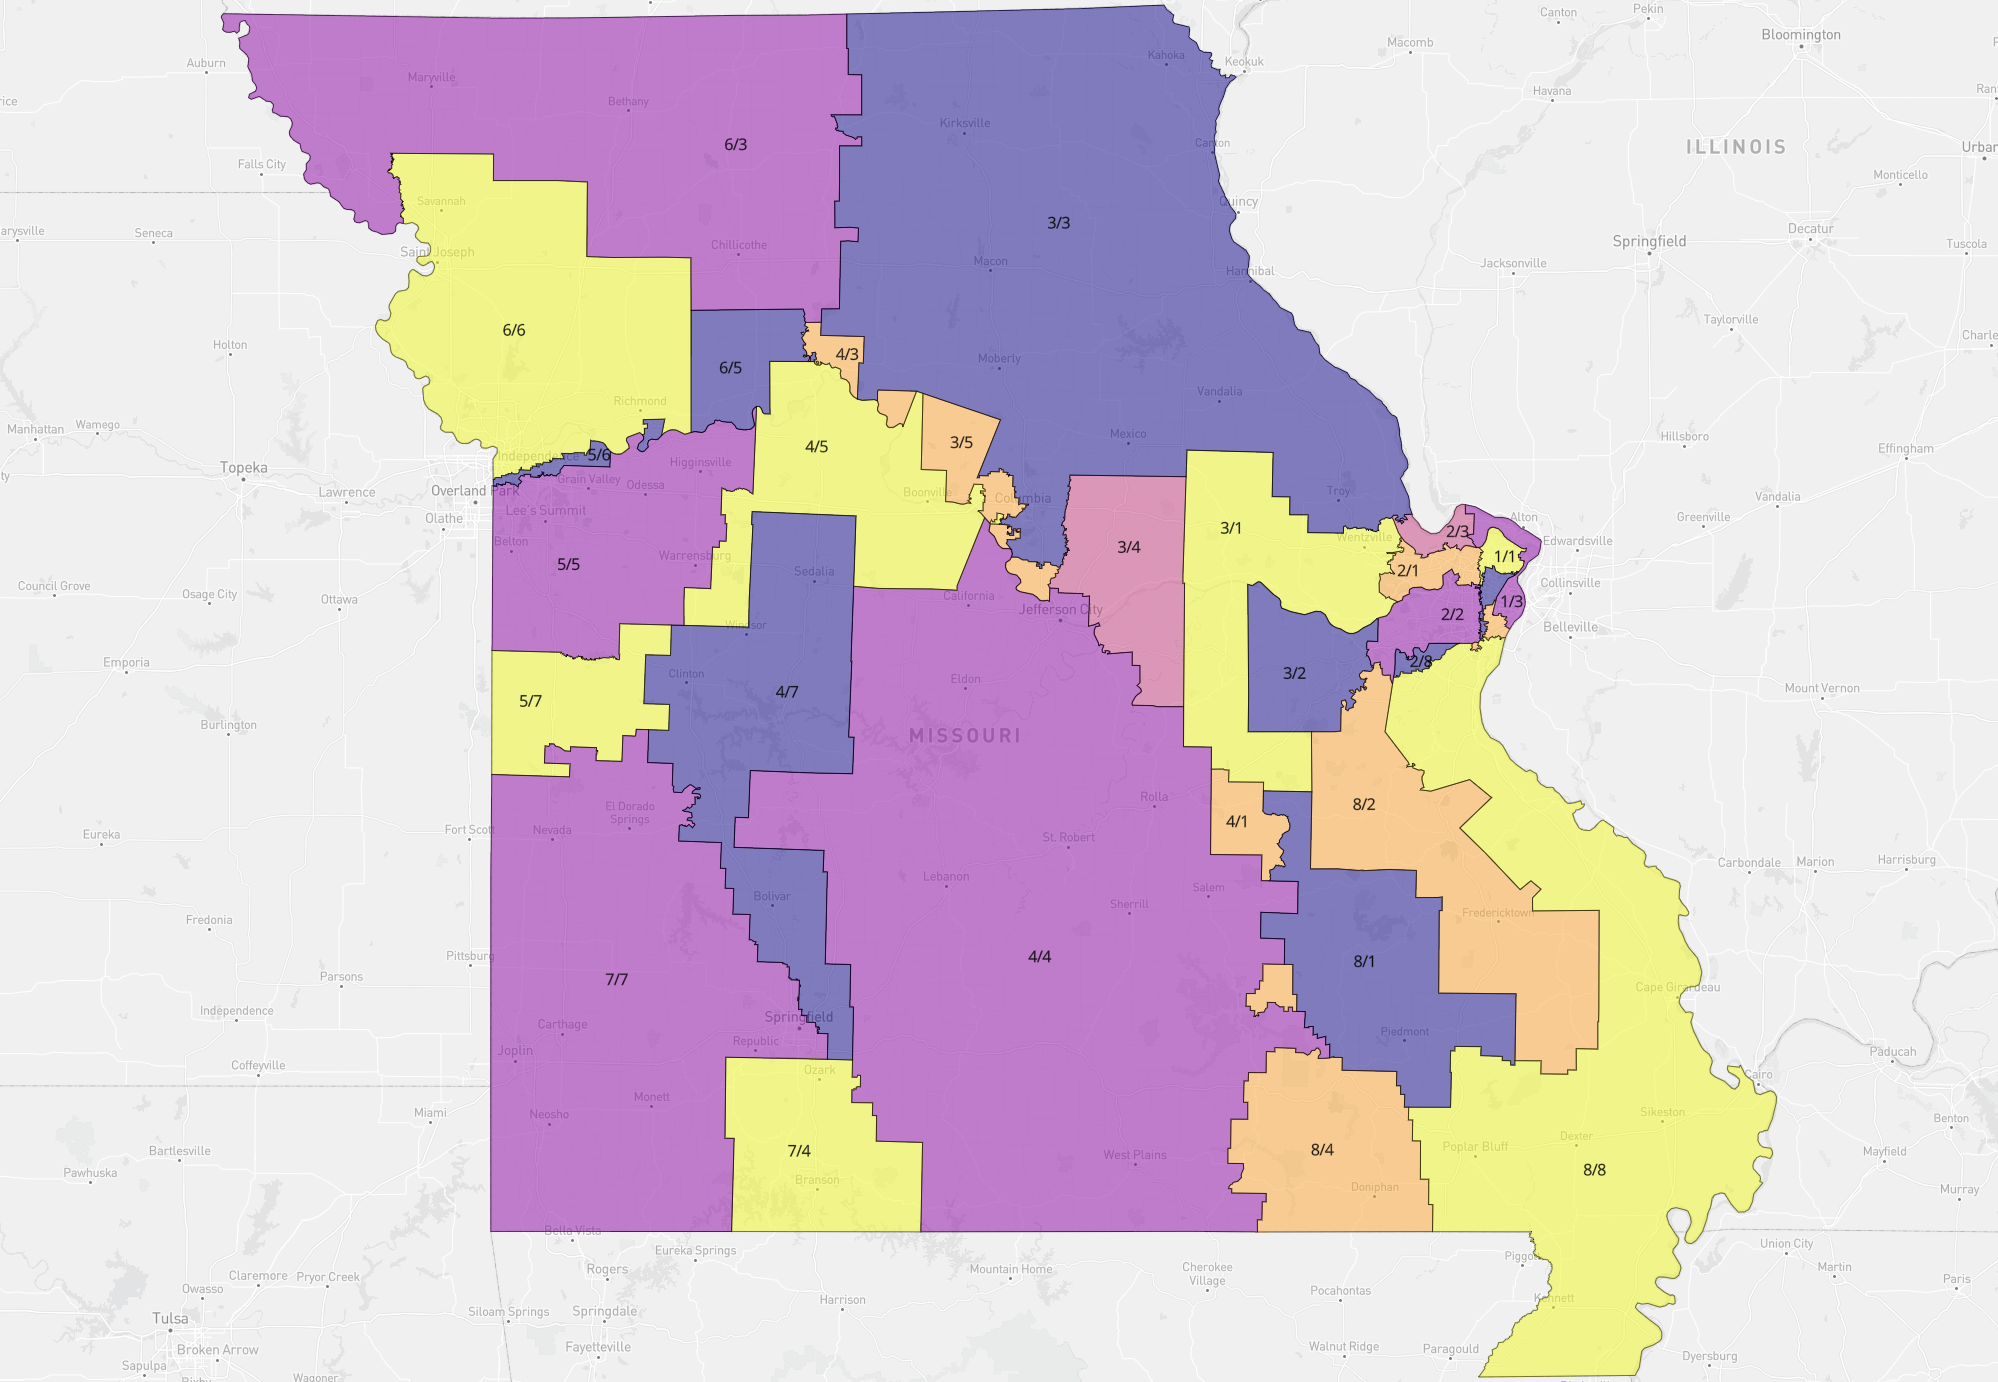 Auburn
Falls City
Seneca
Holton
Manhattan
Wamego
Topeka
Lawrence
Overland Park
Olathe
Council Grove
Osage City
Ottawa
Emporia
Burlington
Eureka
Fort Scott
Fredonia
Pittsburg
Parsons
Independence
Coffeyville
Miami
Bartlesville
Pawhuska
Claremore
Pryor Creek
Owasso
Tulsa
Broken Arrow
Sapulpa
Wagoner
Siloam Springs
Springdale
Fayetteville
Rogers
Bella Vista
Eureka Springs
Harrison
Mountain Home
Cherokee
Village
Pocahontas
Walnut Ridge
Paragould
Dyersburg
Union City
Martin
Paris
Murray
Mayfield
Benton
Paducah
Cairo
Harrisburg
Marion
Carbondale
Mount Vernon
Belleville
Collinsville
Edwardsville
Alton
Greenville
Vandalia
Effingham
Hillsboro
Taylorville
Jacksonville
Springfield
Decatur
Tuscola
Monticello
ILLINOIS
Bloomington
Pekin
Canton
Macomb
Havana
Keokuk
Quincy
Hannibal
Canton
Kahoka
Kirksville
Macon
Moberly
Vandalia
Mexico
Troy
Wentzville
Columbia
Boonville
Jefferson City
California
Eldon
MISSOURI
Rolla
St. Robert
Lebanon
Salem
Sherrill
West Plains
Doniphan
Piedmont
Poplar Bluff
Dexter
Sikeston
Cape Girardeau
Fredericktown
Kennett
Maryville
Bethany
Savannah
Saint Joseph
Chillicothe
Richmond
Independence
Grain Valley
Odessa
Higginsville
Lee's Summit
Belton
Warrensburg
Sedalia
Windsor
Clinton
El Dorado
Springs
Nevada
Bolivar
Springfield
Republic
Carthage
Joplin
Monett
Neosho
Ozark
Branson
6/3
3/3
6/6
6/5
4/3
4/5
3/5
5/6
5/5
3/4
3/1
2/3
2/1
1/1
1/3
2/2
2/8
3/2
4/7
5/7
8/2
4/1
8/1
7/7
4/4
7/4
8/4
8/8